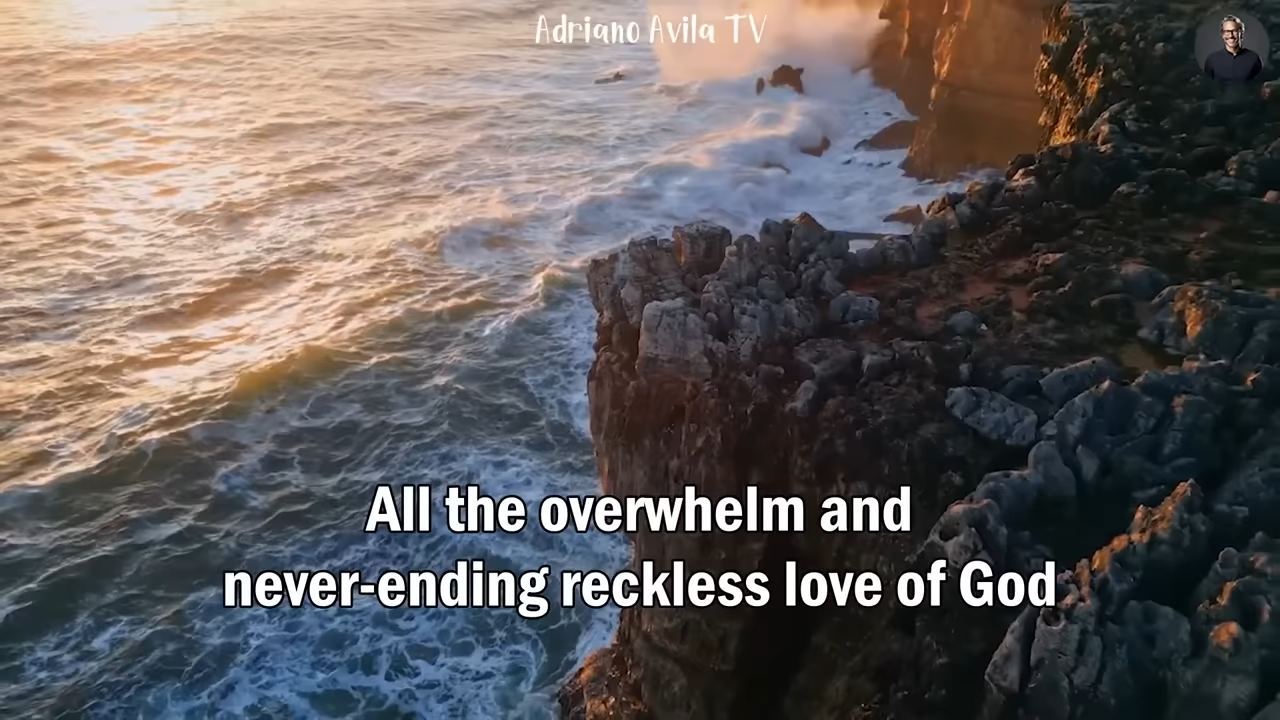 Adriano Avila TV
All the overwhelm and
never-ending reckless love of God